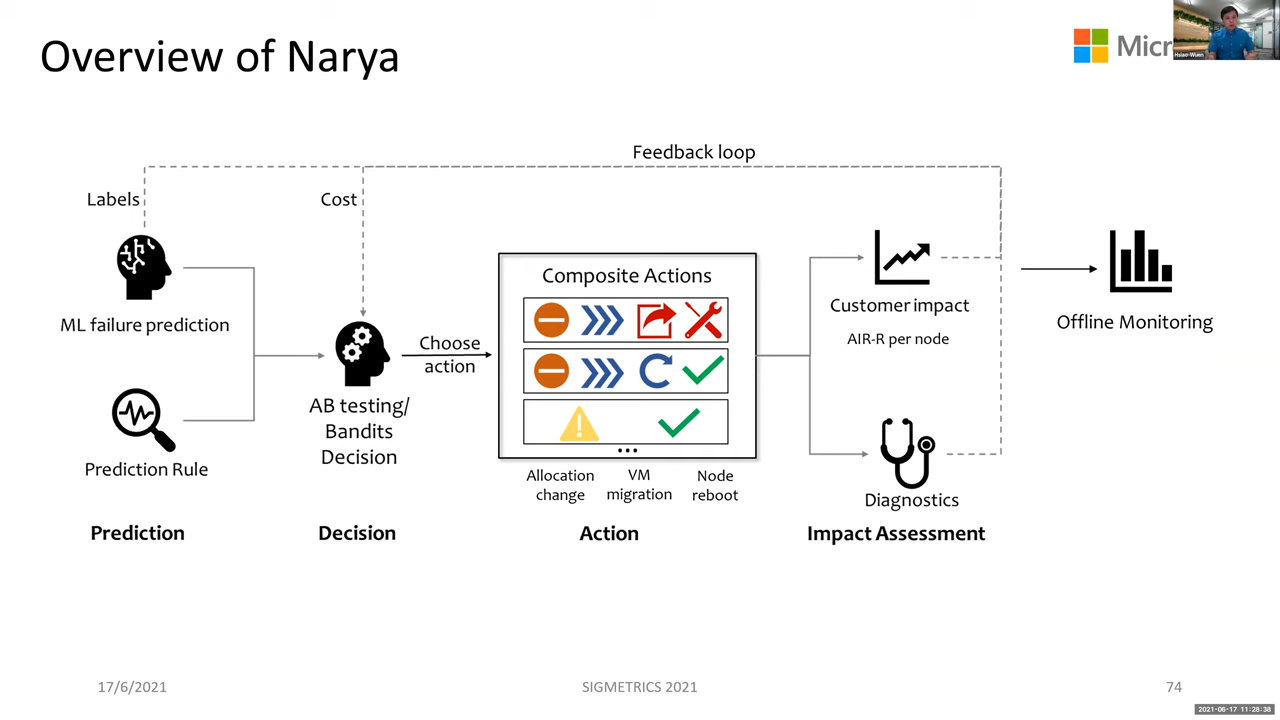 Overview of Narya
Micr
Hsiao-Wuen
Feedback loop
Labels
Cost
ML failure prediction
Prediction Rule
AB testing/
Bandits
Decision
Choose
action
Composite Actions
...
Allocation
change
VM
migration
Node
reboot
Customer impact
AIR-R per node
Diagnostics
Offline Monitoring
Prediction
Decision
Action
Impact Assessment
17/6/2021
SIGMETRICS 2021
74
2021-06-17 11:28:38